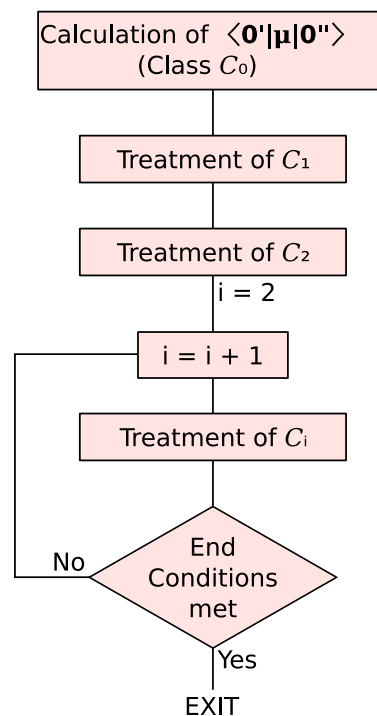 Calculation of ⟨0'|μ|0"⟩
(Class C₀)
Treatment of C₁
Treatment of C₂
i = 2
i = i + 1
Treatment of Cᵢ
End
Conditions
met
No
Yes
EXIT